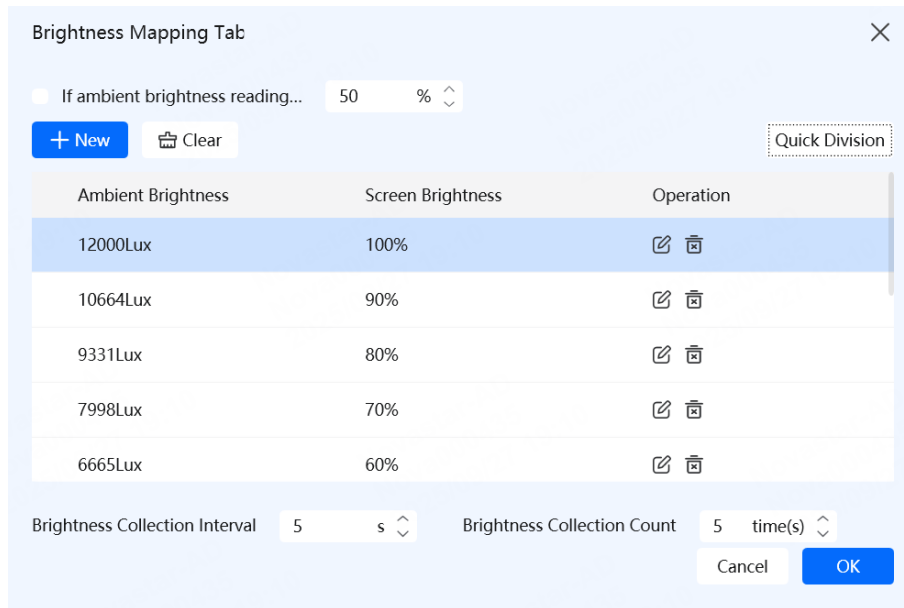 Brightness Mapping Tab
If ambient brightness reading... 50 %
New Clear Quick Division
Ambient Brightness Screen Brightness Operation
12000Lux 100%
10664Lux 90%
9331Lux 80%
7998Lux 70%
6665Lux 60%
Brightness Collection Interval 5 s Brightness Collection Count 5 time(s)
Cancel OK